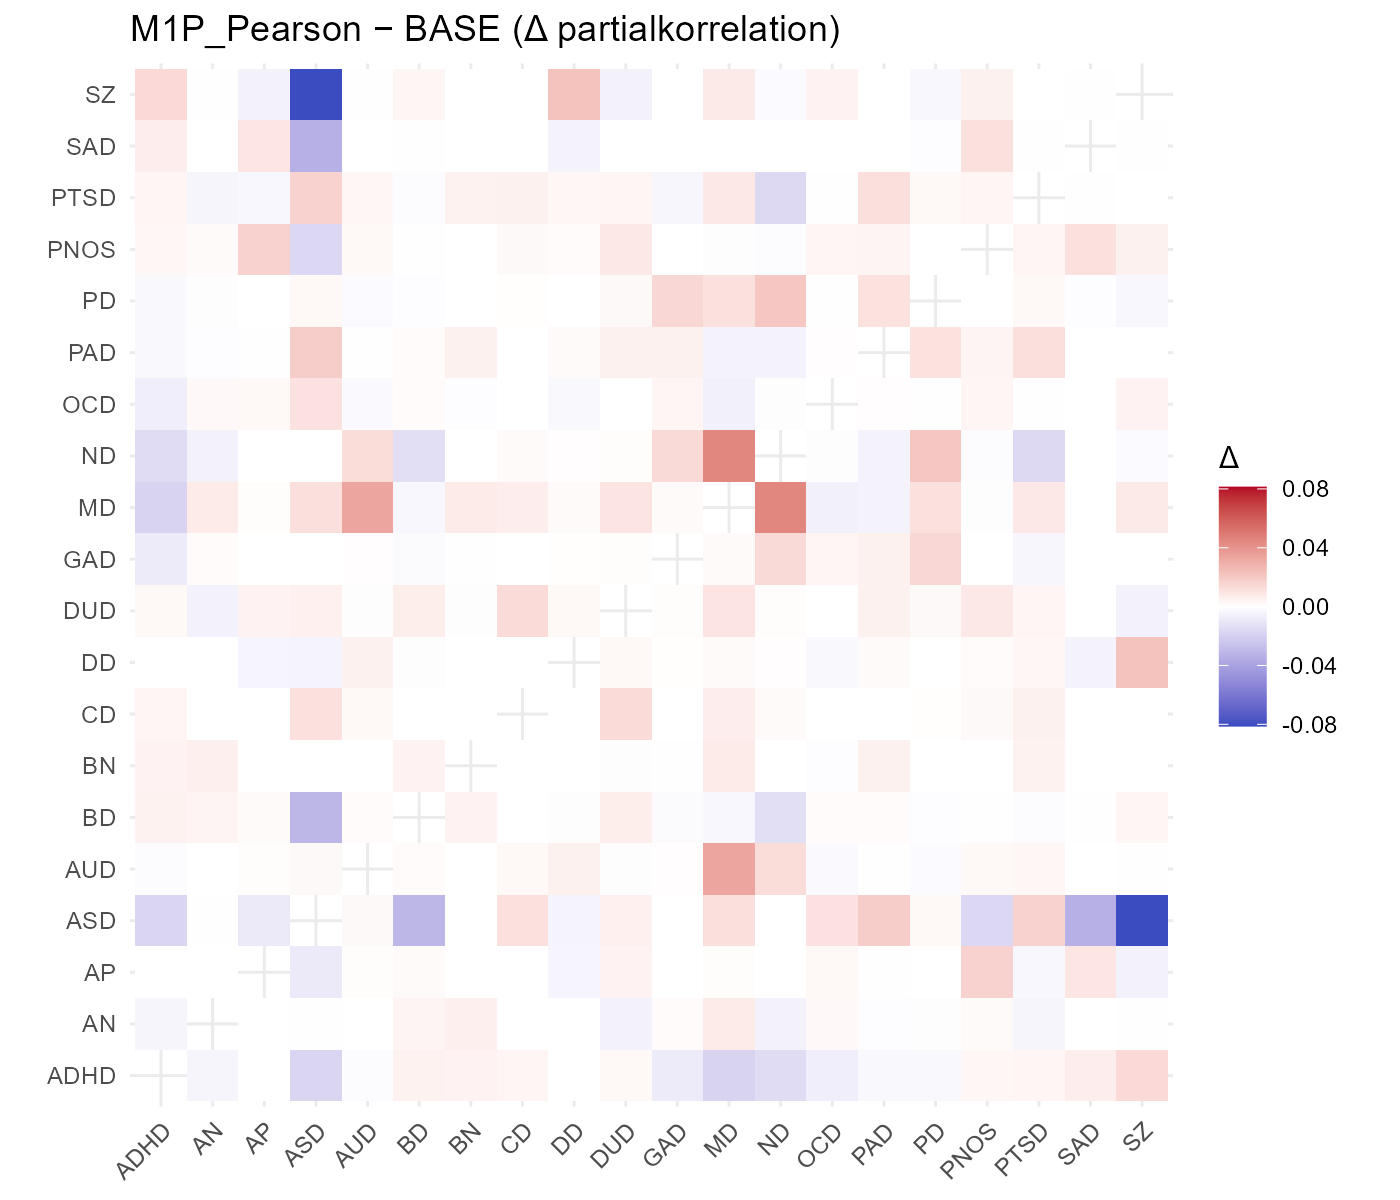 M1P_Pearson − BASE (Δ partialkorrelation)
SZ
SAD
PTSD
PNOS
PD
PAD
OCD
ND
MD
GAD
DUD
DD
CD
BN
BD
AUD
ASD
AP
AN
ADHD
ADHD AN AP ASD AUD BD BN CD DD DUD GAD MD ND OCD PAD PD PNOS PTSD SAD SZ
Δ
0.08
0.04
0.00
-0.04
-0.08